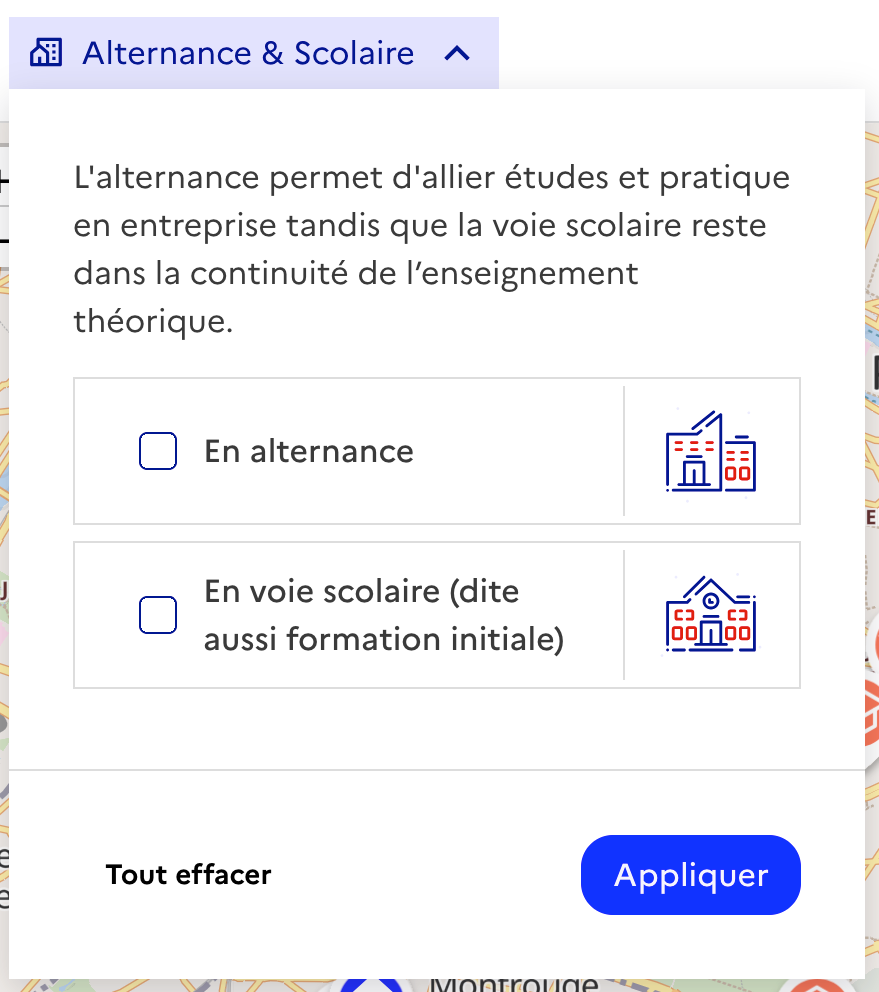 Alternance & Scolaire
L'alternance permet d'allier études et pratique
en entreprise tandis que la voie scolaire reste
dans la continuité de l’enseignement
théorique.
En alternance
En voie scolaire (dite
aussi formation initiale)
Tout effacer
Appliquer
Montrouge